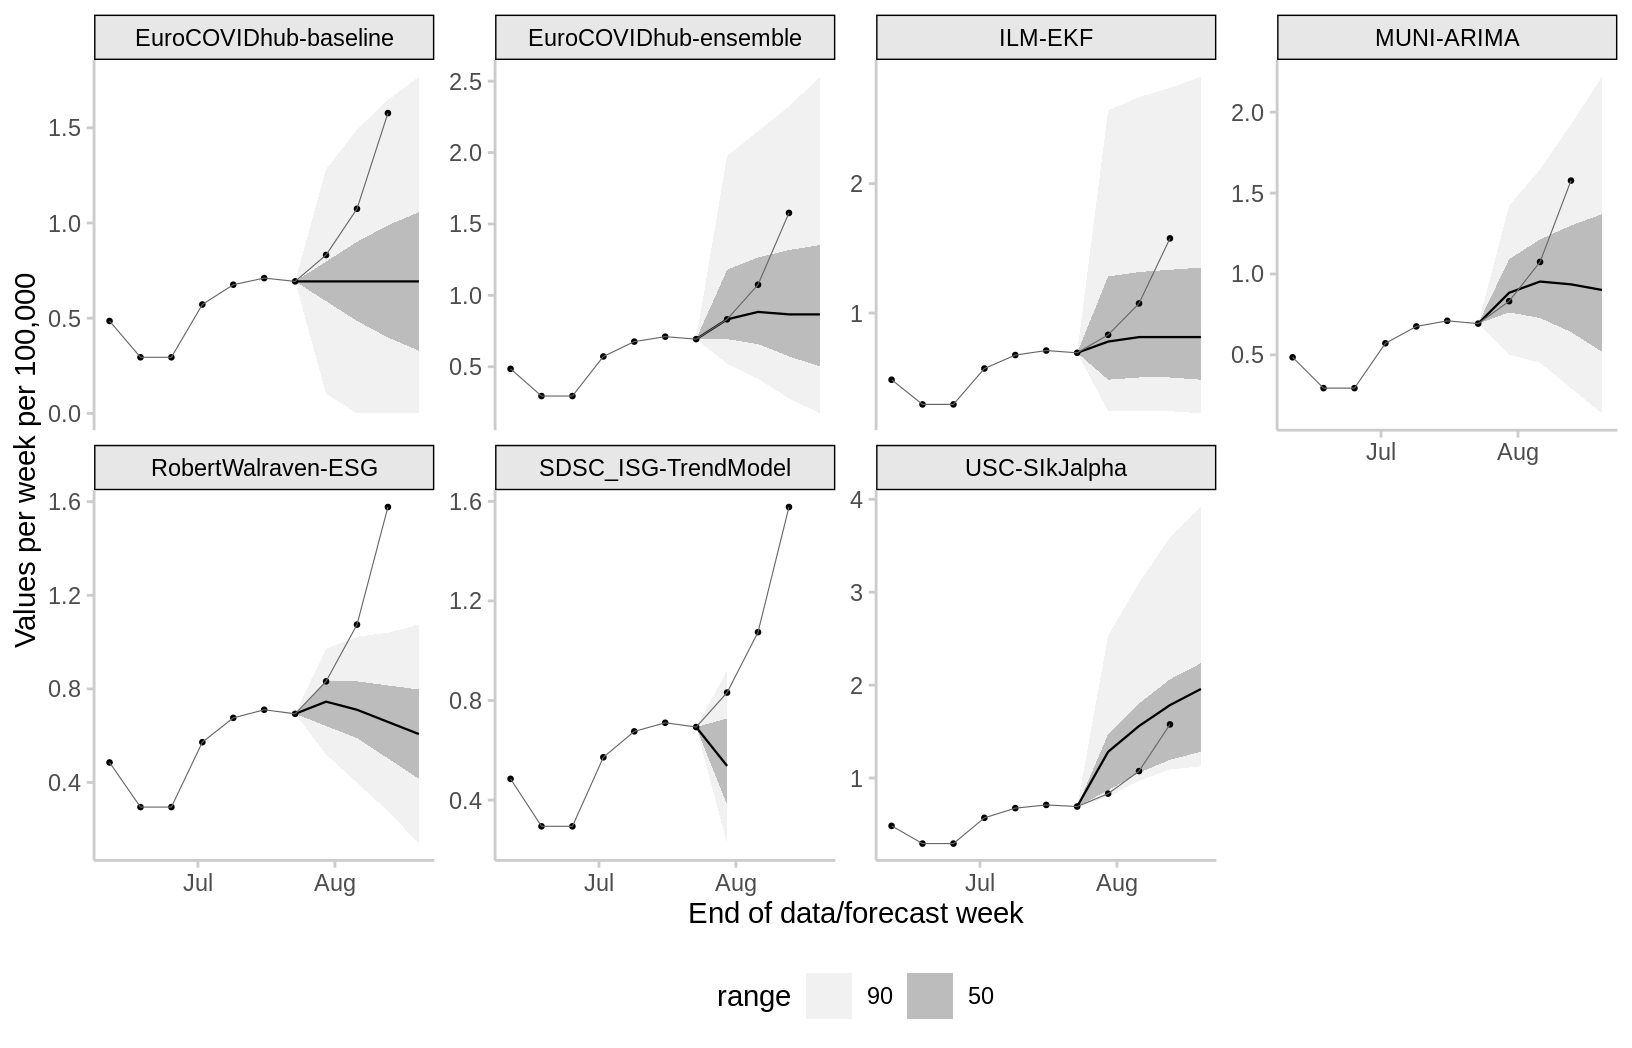 EuroCOVIDhub-baseline
EuroCOVIDhub-ensemble
ILM-EKF
MUNI-ARIMA
1.5
1.0
0.5
0.0
2.5
2.0
1.5
1.0
0.5
2
1
2.0
1.5
1.0
0.5
Jul
Aug
Values per week per 100,000
RobertWalraven-ESG
SDSC_ISG-TrendModel
USC-SIkJalpha
1.6
1.2
0.8
0.4
Jul
Aug
1.6
1.2
0.8
0.4
Jul
Aug
4
3
2
1
Jul
Aug
End of data/forecast week
range 90 50